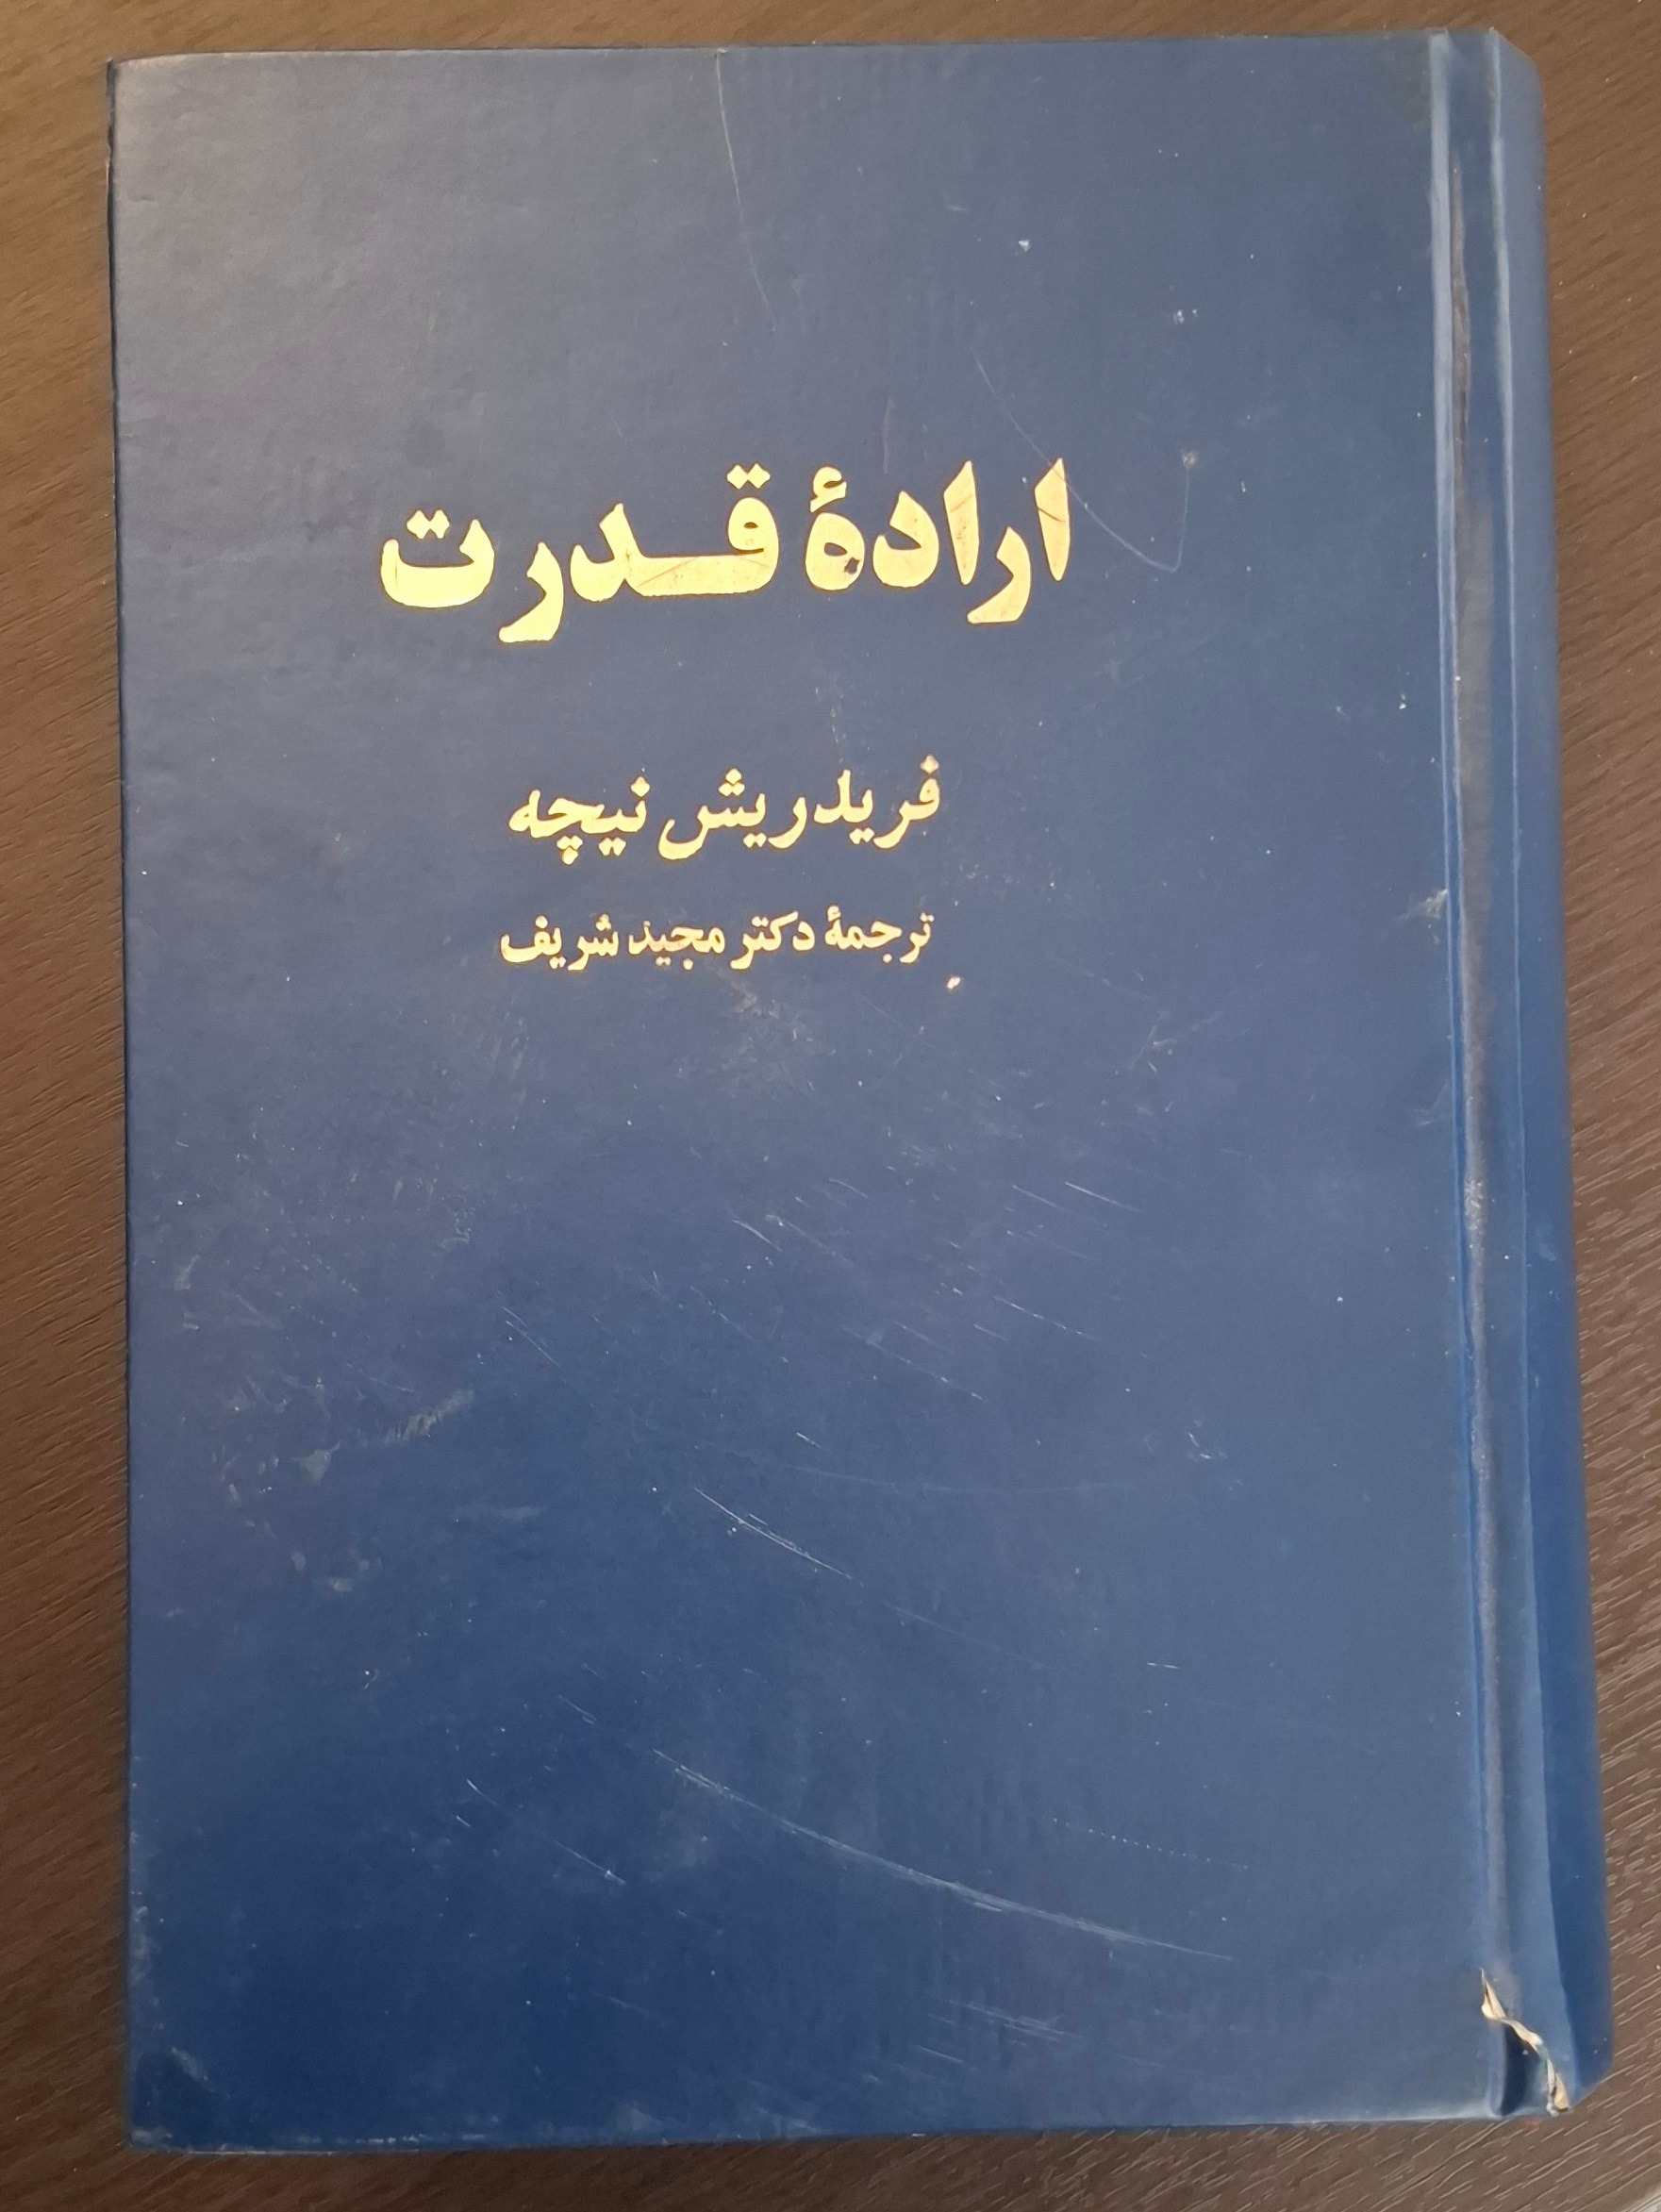 ارادهٔ قدرت
فریدریش نیچه
ترجمهٔ دکتر مجید شریف